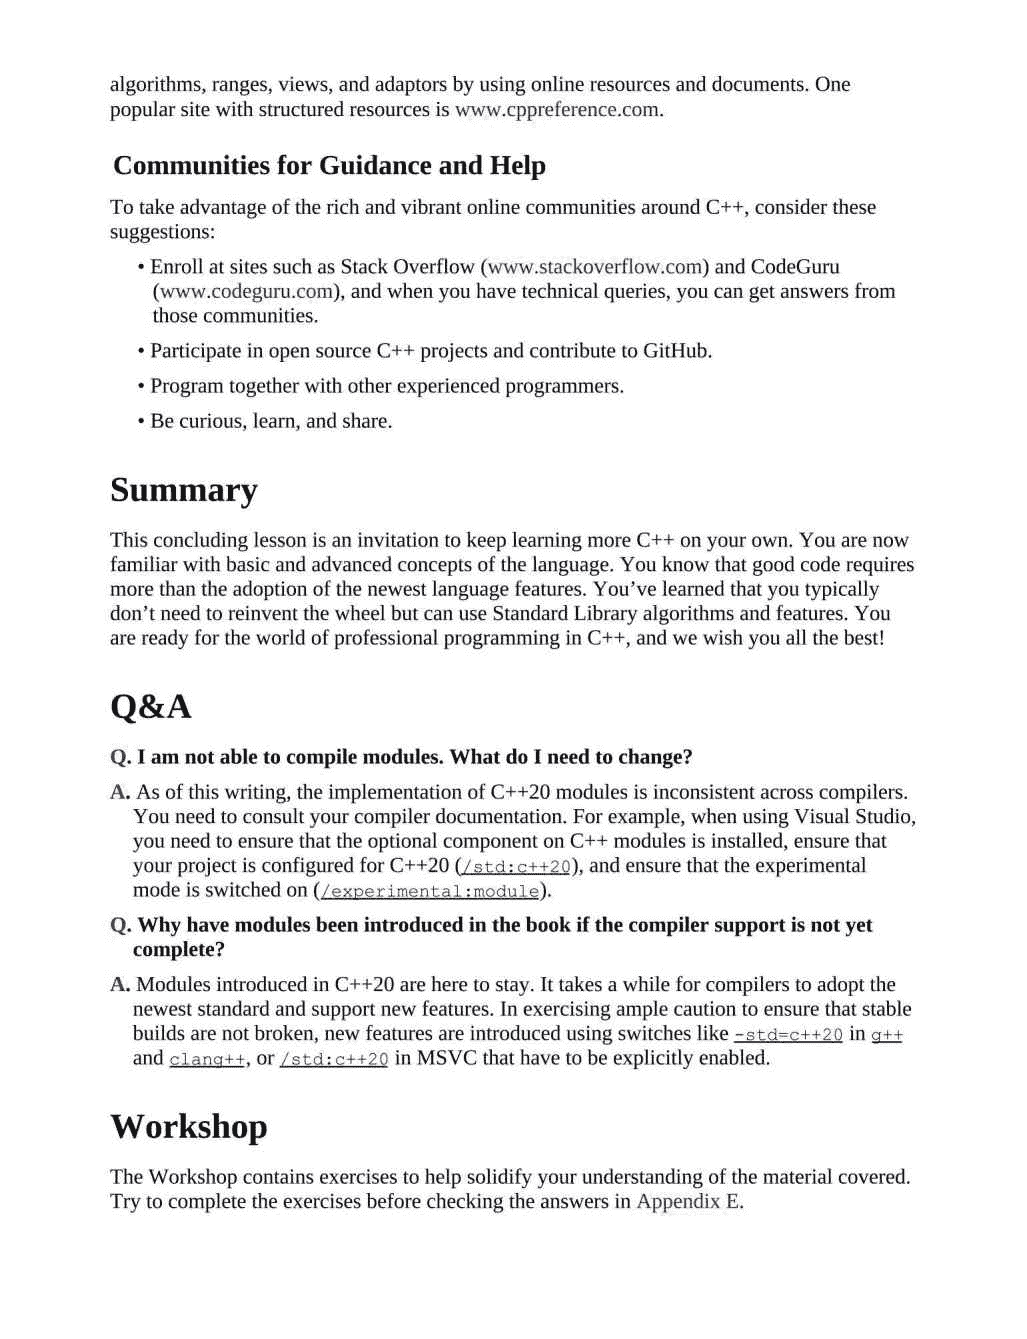 algorithms, ranges, views, and adaptors by using online resources and documents. One
popular site with structured resources is www.cppreference.com.
Communities for Guidance and Help
To take advantage of the rich and vibrant online communities around C++, consider these
suggestions:
• Enroll at sites such as Stack Overflow (www.stackoverflow.com) and CodeGuru
(www.codeguru.com), and when you have technical queries, you can get answers from
those communities.
• Participate in open source C++ projects and contribute to GitHub.
• Program together with other experienced programmers.
• Be curious, learn, and share.
Summary
This concluding lesson is an invitation to keep learning more C++ on your own. You are now
familiar with basic and advanced concepts of the language. You know that good code requires
more than the adoption of the newest language features. You’ve learned that you typically
don’t need to reinvent the wheel but can use Standard Library algorithms and features. You
are ready for the world of professional programming in C++, and we wish you all the best!
Q&A
Q. I am not able to compile modules. What do I need to change?
A. As of this writing, the implementation of C++20 modules is inconsistent across compilers.
You need to consult your compiler documentation. For example, when using Visual Studio,
you need to ensure that the optional component on C++ modules is installed, ensure that
your project is configured for C++20 (/std:c++20), and ensure that the experimental
mode is switched on (/experimental:module).
Q. Why have modules been introduced in the book if the compiler support is not yet
complete?
A. Modules introduced in C++20 are here to stay. It takes a while for compilers to adopt the
newest standard and support new features. In exercising ample caution to ensure that stable
builds are not broken, new features are introduced using switches like -std=c++20 in g++
and clang++, or /std:c++20 in MSVC that have to be explicitly enabled.
Workshop
The Workshop contains exercises to help solidify your understanding of the material covered.
Try to complete the exercises before checking the answers in Appendix E.